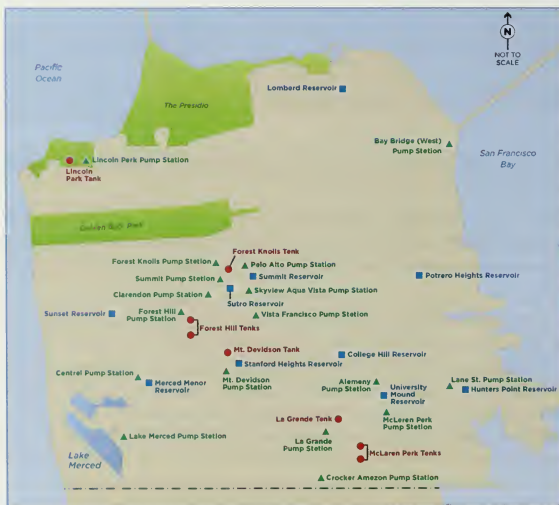 N
NOT TO
SCALE
Pacific
Ocean
The Presidio
Lombard Reservoir
Bay Bridge (West)
Pump Station
San Francisco
Bay
Lincoln Park Pump Station
Lincoln
Park Tank
Golden Gate Park
Forest Knolls Tank
Forest Knolls Pump Station
Palo Alto Pump Station
Summit Pump Station
Summit Reservoir
Potrero Heights Reservoir
Clarendon Pump Station
Skyview Aqua Vista Pump Station
Sutro Reservoir
Sunset Reservoir
Forest Hill
Pump Station
Vista Francisco Pump Station
Forest Hill Tanks
Mt. Davidson Tank
College Hill Reservoir
Stanford Heights Reservoir
Central Pump Station
Merced Manor
Reservoir
Mt. Davidson
Pump Station
Alemany
Pump Station
University
Mound
Reservoir
Lane St. Pump Station
Hunters Point Reservoir
La Grande Tank
McLaren Park
Pump Station
Lake Merced Pump Station
La Grande
Pump Station
Lake
Merced
McLaren Park Tanks
Crocker Amazon Pump Station